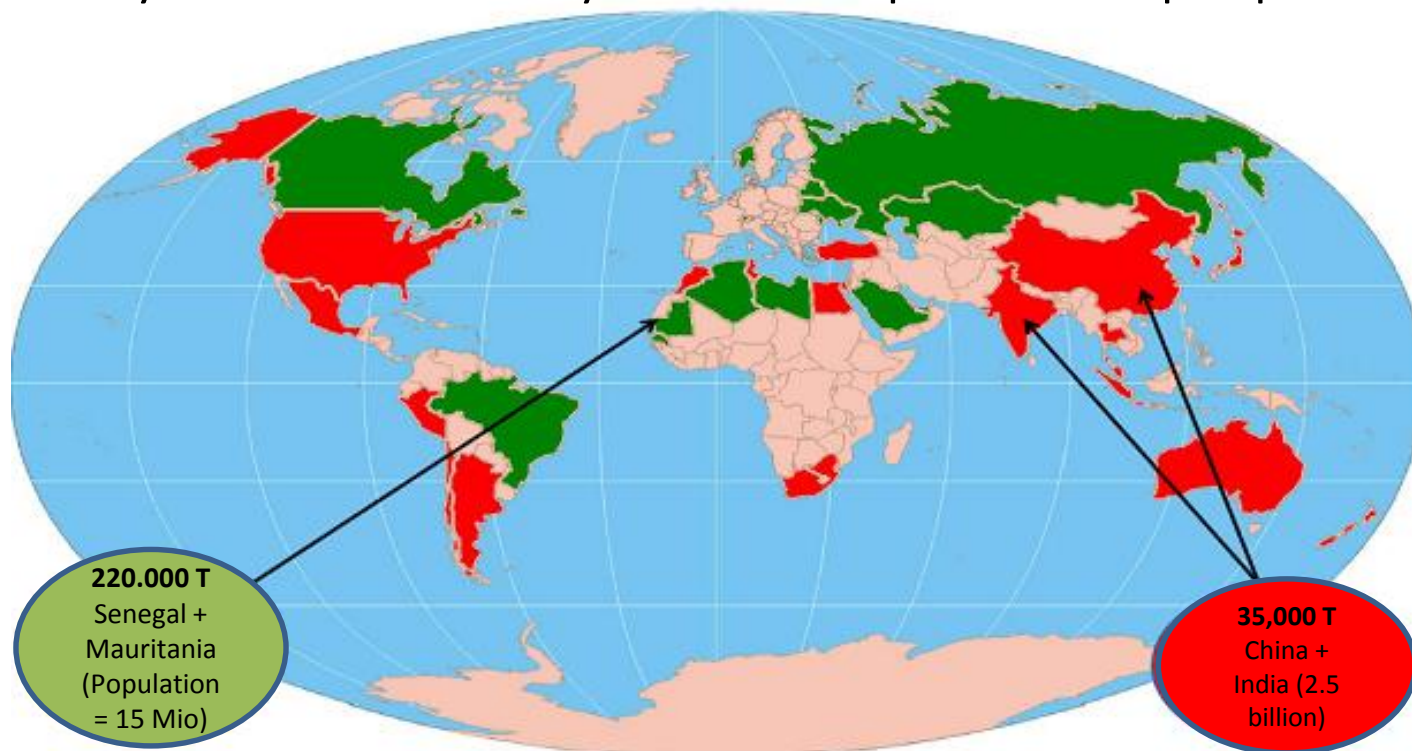 220.000 T
Senegal +
Mauritania
(Population
= 15 Mio)
35,000 T
China +
India (2.5
billion)